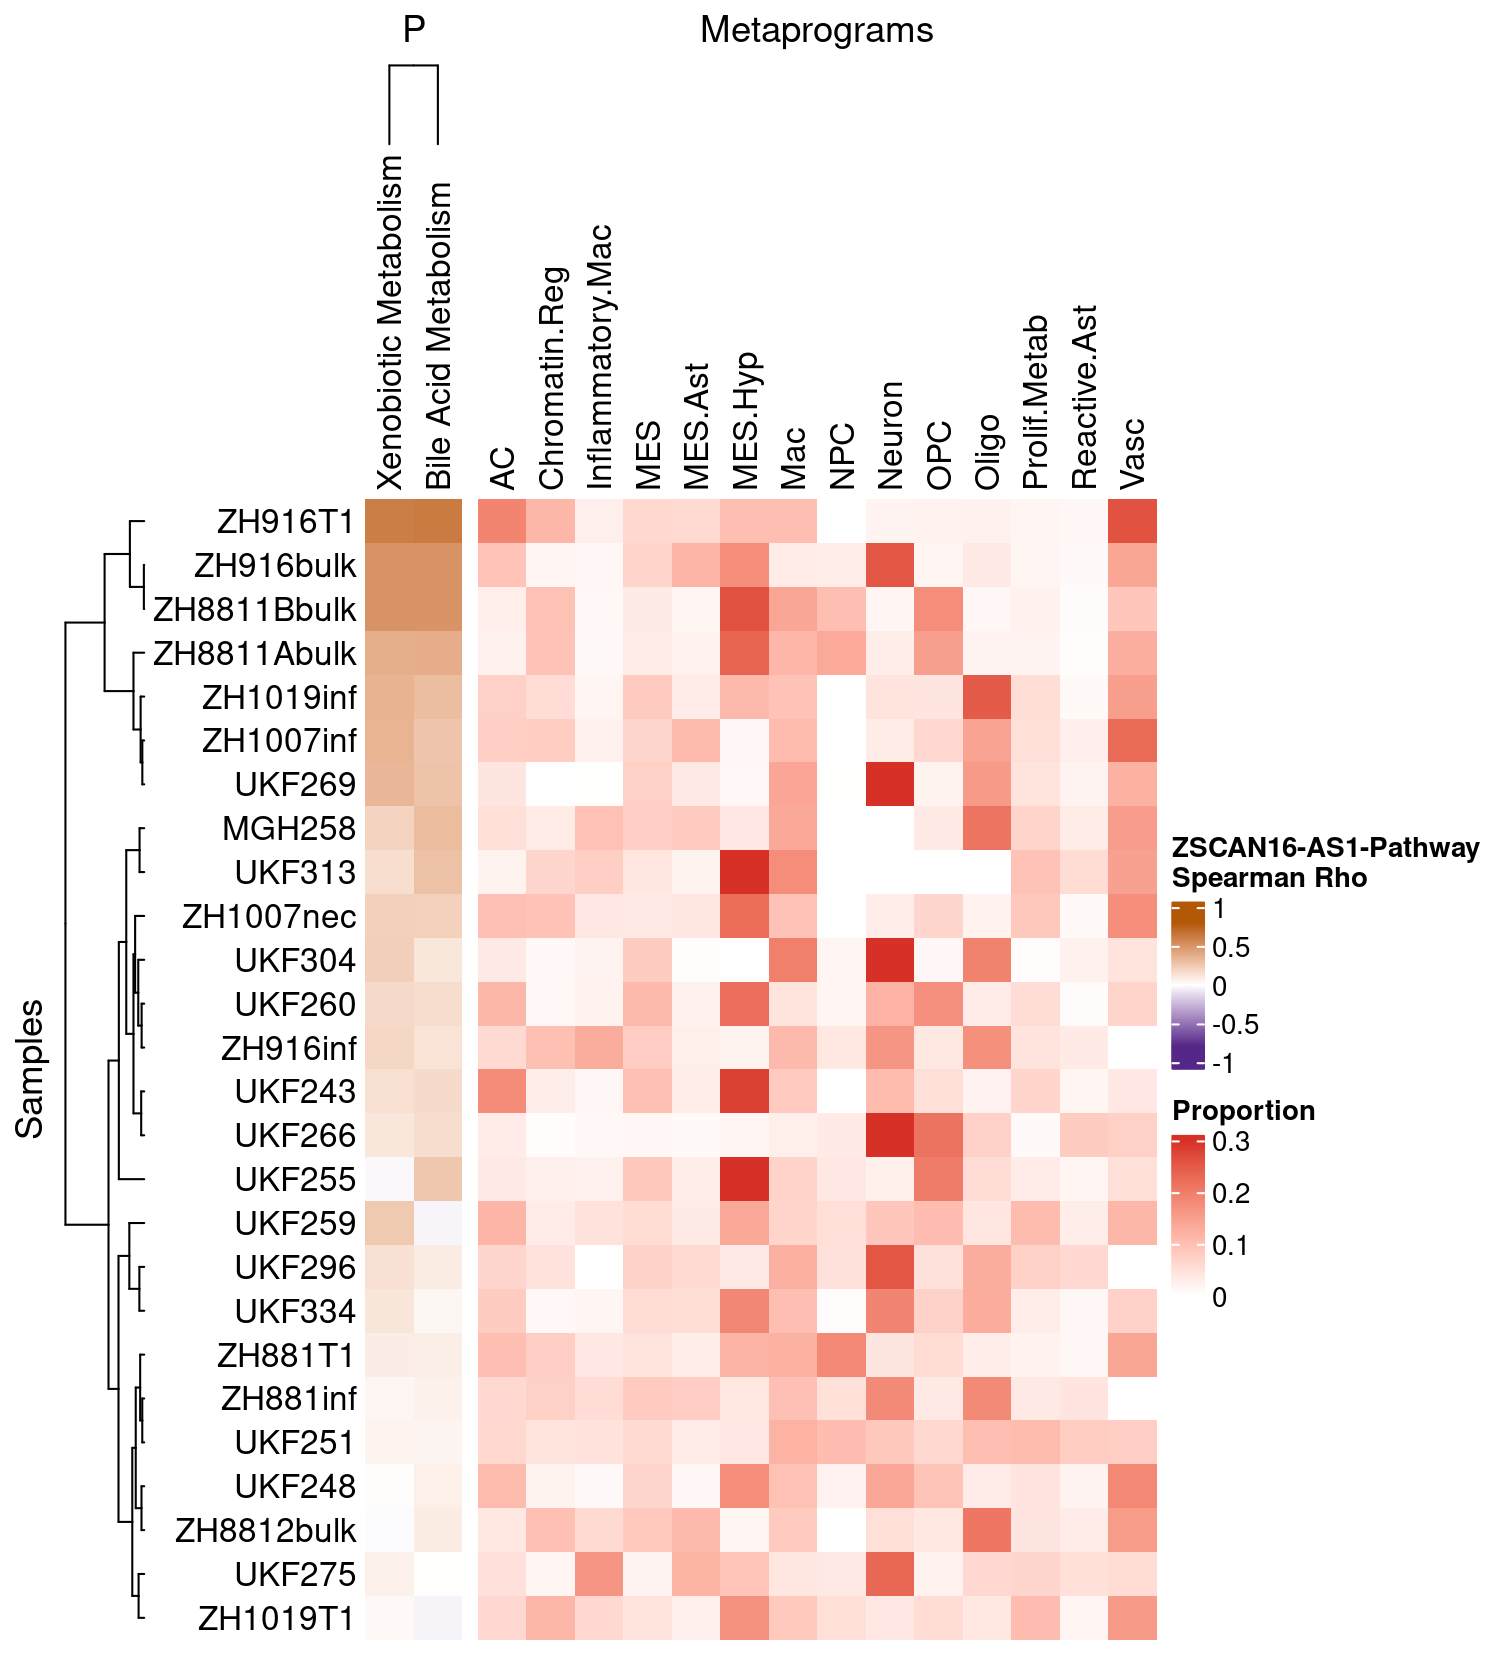 P
Metaprograms
Xenobiotic Metabolism
Bile Acid Metabolism
AC
Chromatin.Reg
Inflammatory.Mac
MES
MES.Ast
MES.Hyp
Mac
NPC
Neuron
OPC
Oligo
Prolif.Metab
Reactive.Ast
Vasc
Samples
ZH916T1
ZH916bulk
ZH8811Bbulk
ZH8811Abulk
ZH1019inf
ZH1007inf
UKF269
MGH258
UKF313
ZH1007nec
UKF304
UKF260
ZH916inf
UKF243
UKF266
UKF255
UKF259
UKF296
UKF334
ZH881T1
ZH881inf
UKF251
UKF248
ZH8812bulk
UKF275
ZH1019T1
ZSCAN16-AS1-Pathway
Spearman Rho
1
0.5
0
-0.5
-1
Proportion
0.3
0.2
0.1
0